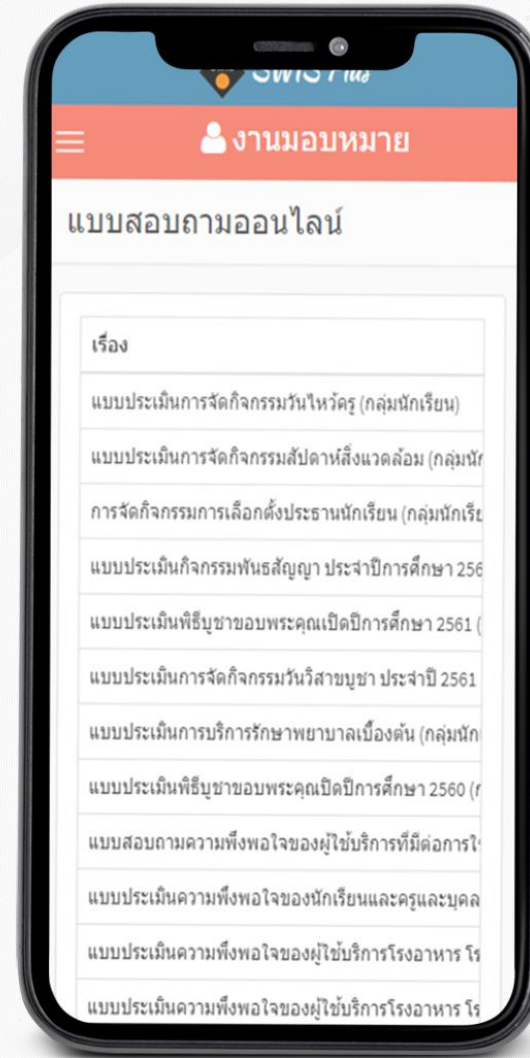 SWIS Plus
งานมอบหมาย
แบบสอบถามออนไลน์
เรื่อง
แบบประเมินการจัดกิจกรรมวันไหว้ครู (กลุ่มนักเรียน)
แบบประเมินการจัดกิจกรรมสัปดาห์สิ่งแวดล้อม (กลุ่มนัก
การจัดกิจกรรมการเลือกตั้งประธานนักเรียน (กลุ่มนักเรีย
แบบประเมินกิจกรรมพันธสัญญา ประจำปีการศึกษา 256
แบบประเมินพิธีบูชาขอบพระคุณเปิดปีการศึกษา 2561 (
แบบประเมินการจัดกิจกรรมวันวิสาขบูชา ประจำปี 2561
แบบประเมินการบริการรักษาพยาบาลเบื้องต้น (กลุ่มนัก
แบบประเมินพิธีบูชาขอบพระคุณปิดปีการศึกษา 2560 (ก
แบบสอบถามความพึงพอใจของผู้ใช้บริการที่มีต่อการใ
แบบประเมินความพึงพอใจของนักเรียนและครูและบุคล
แบบประเมินความพึงพอใจของผู้ใช้บริการโรงอาหาร โร
แบบประเมินความพึงพอใจของผู้ใช้บริการโรงอาหาร โร